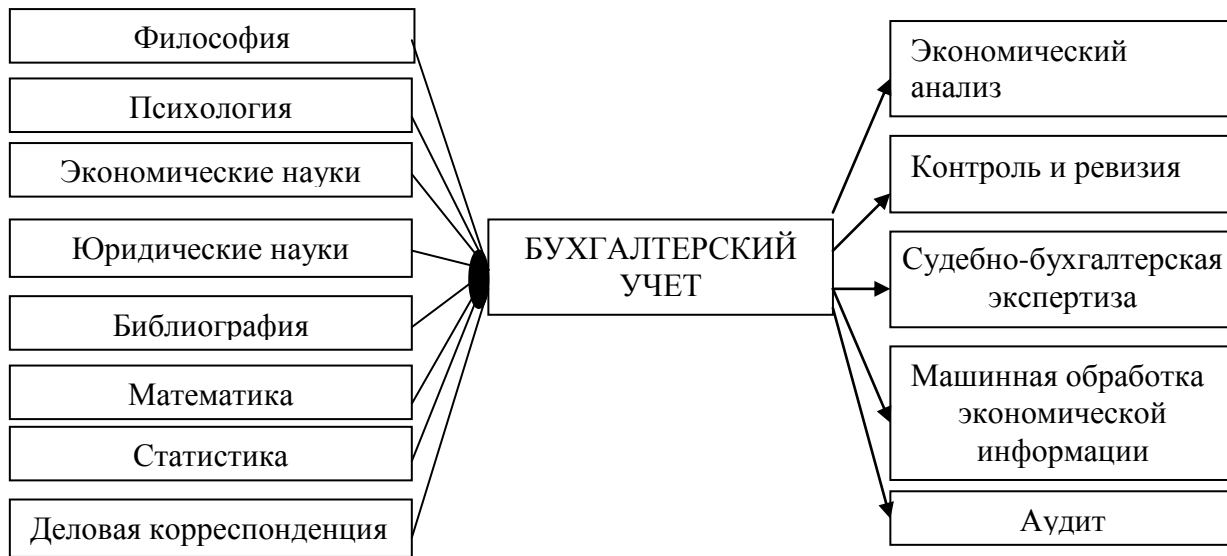 Философия
Психология
Экономические науки
Юридические науки
Библиография
Математика
Статистика
Деловая корреспонденция
БУХГАЛТЕРСКИЙ
УЧЕТ
Экономический
анализ
Контроль и ревизия
Судебно-бухгалтерская
экспертиза
Машинная обработка
экономической
информации
Аудит